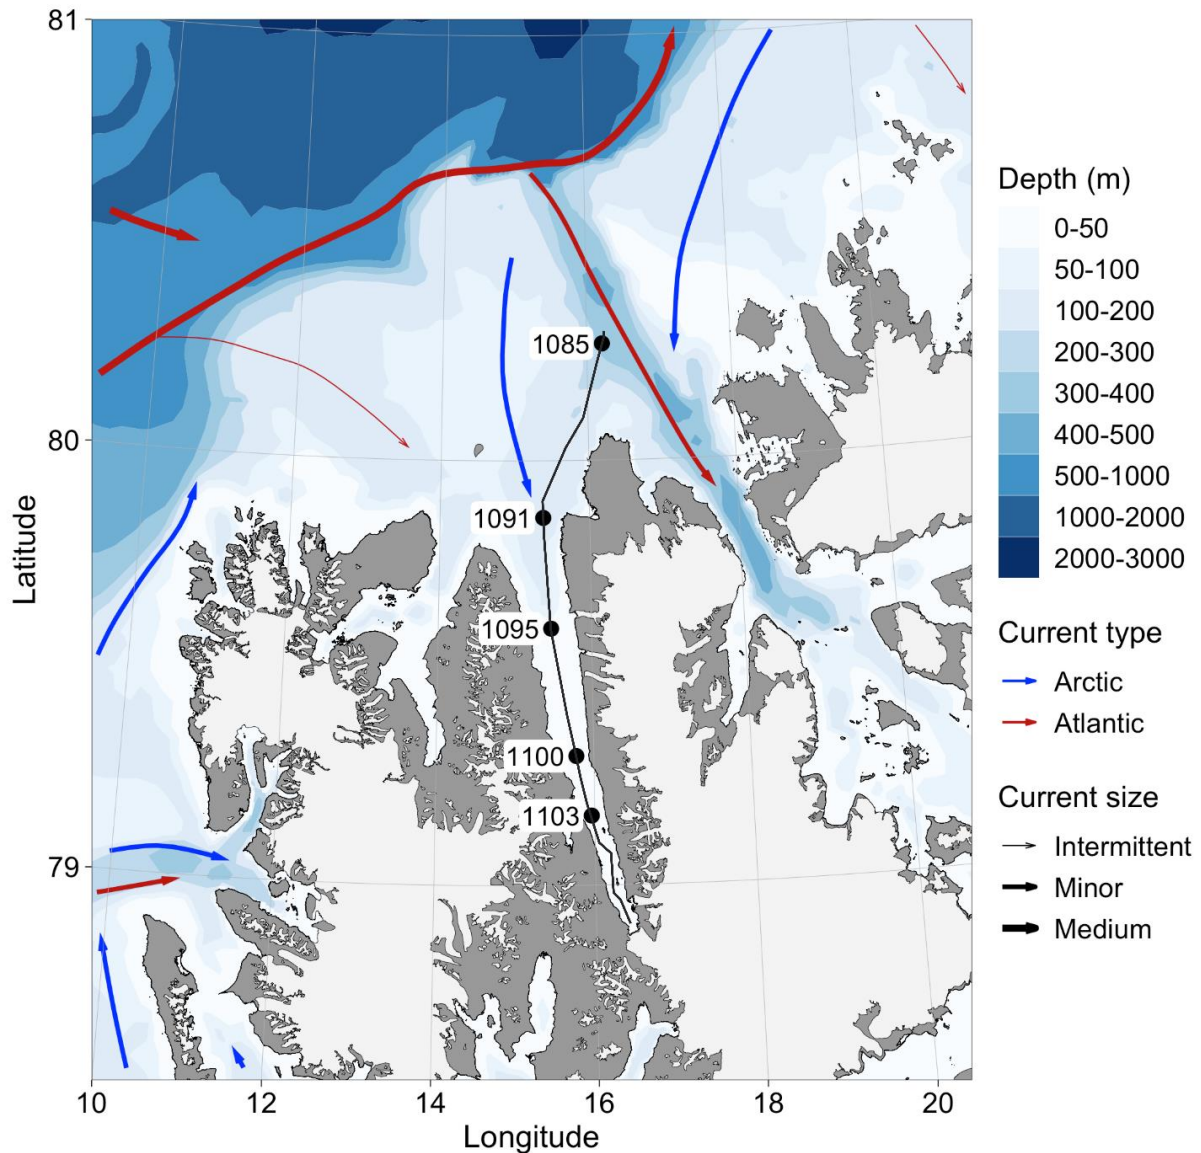 81
80
79
Latitude
10
12
14
16
18
20
Longitude
1085
1091
1095
1100
1103
Depth (m)
0-50
50-100
100-200
200-300
300-400
400-500
500-1000
1000-2000
2000-3000
Current type
Arctic
Atlantic
Current size
Intermittent
Minor
Medium